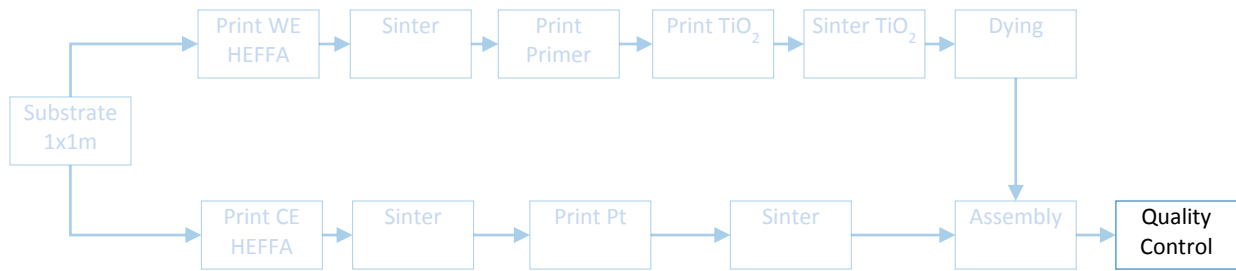 Print WE
HEFFA
Sinter
Print
Primer
Print TiO₂
Sinter TiO₂
Dying
Substrate
1x1m
Print CE
HEFFA
Sinter
Print Pt
Sinter
Assembly
Quality
Control